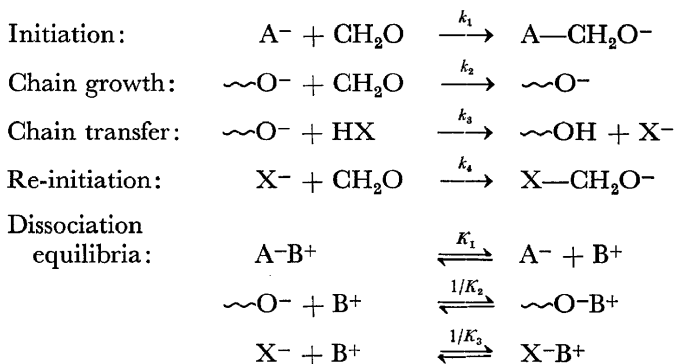 Initiation: A⁻ + CH₂O —k₁→ A—CH₂O⁻
Chain growth: ~~O⁻ + CH₂O —k₂→ ~~O⁻
Chain transfer: ~~O⁻ + HX —k₃→ ~~OH + X⁻
Re-initiation: X⁻ + CH₂O —k₄→ X—CH₂O⁻
Dissociation
equilibria: A⁻B⁺ ⇌ K₁ A⁻ + B⁺
~~O⁻ + B⁺ ⇌ 1/K₂ ~~O⁻B⁺
X⁻ + B⁺ ⇌ 1/K₃ X⁻B⁺